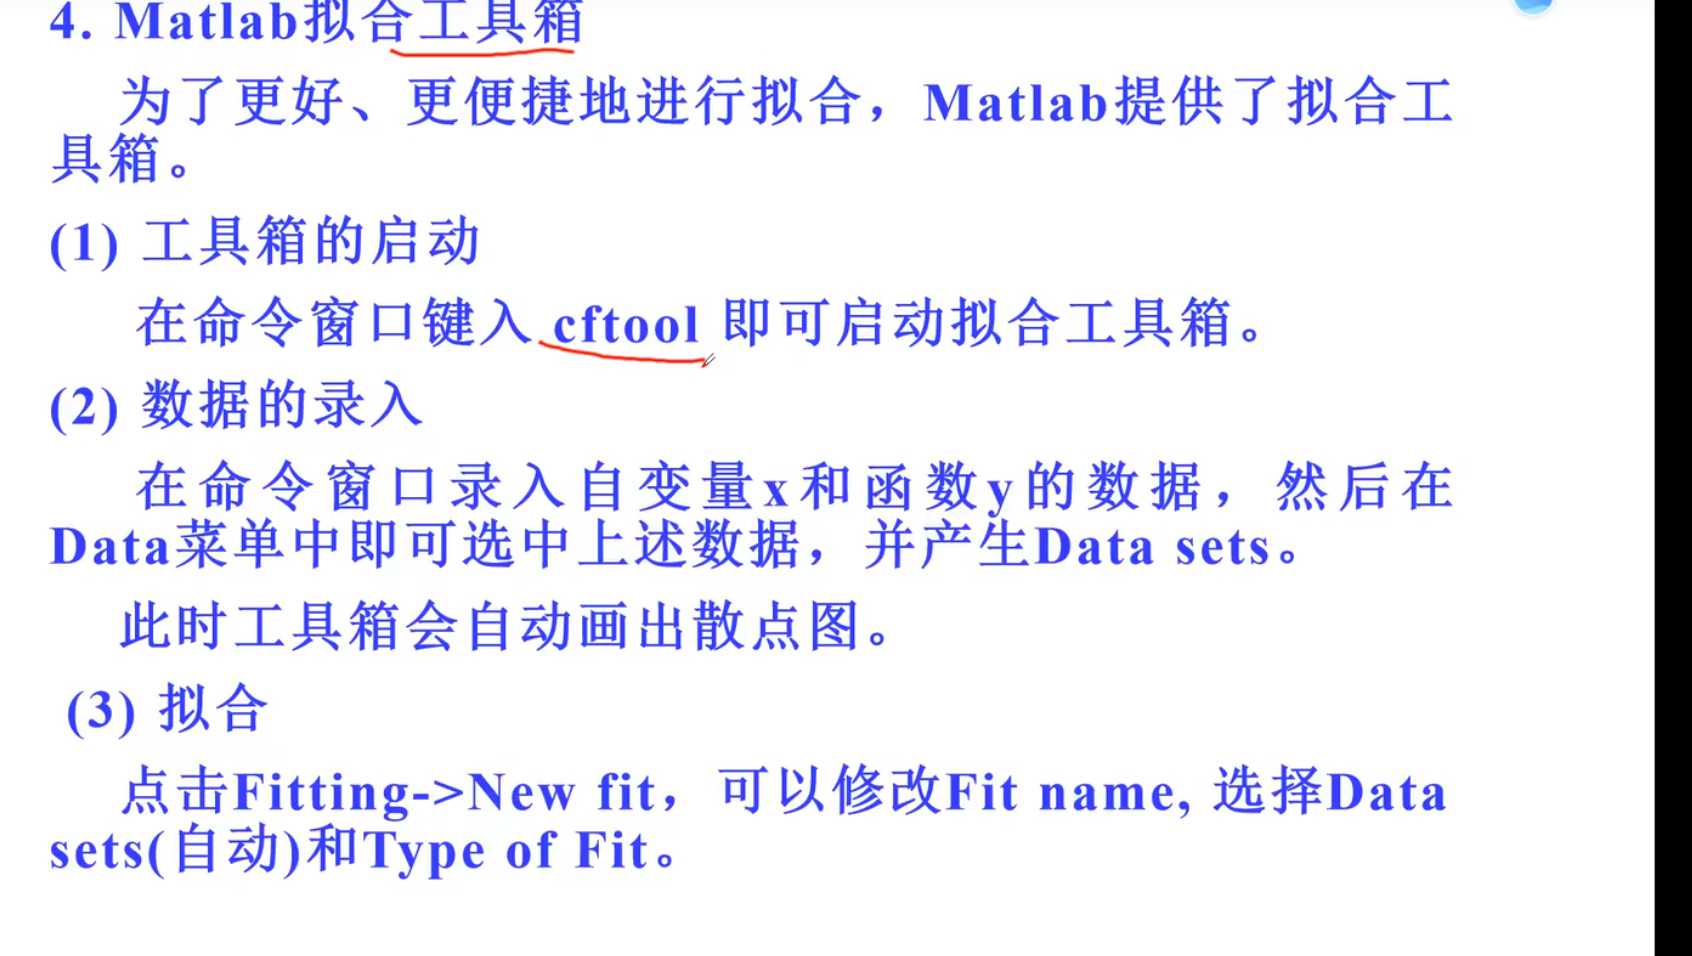 4. Matlab拟合工具箱
为了更好、更便捷地进行拟合，Matlab提供了拟合工
具箱。
(1) 工具箱的启动
在命令窗口键入 cftool 即可启动拟合工具箱。
(2) 数据的录入
在命令窗口录入自变量x和函数y的数据，然后在
Data菜单中即可选中上述数据，并产生Data sets。
此时工具箱会自动画出散点图。
(3) 拟合
点击Fitting->New fit，可以修改Fit name, 选择Data
sets(自动)和Type of Fit。